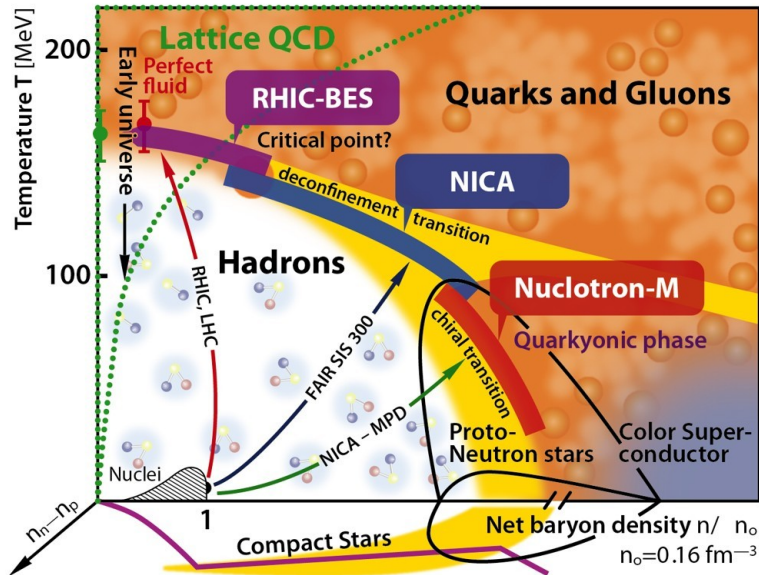 Temperature T [MeV]
200
100
Early universe
Lattice QCD
Perfect
fluid
RHIC-BES
Critical point?
Quarks and Gluons
NICA
deconfinement transition
Hadrons
Nuclotron-M
Quarkyonic phase
chiral transition
RHIC, LHC
FAIR SIS 300
NICA – MPD
Proto-
Neutron stars
Color Super-
conductor
Nuclei
1
nₙ–nₚ
Compact Stars
Net baryon density n/ nₒ
nₒ=0.16 fm⁻³